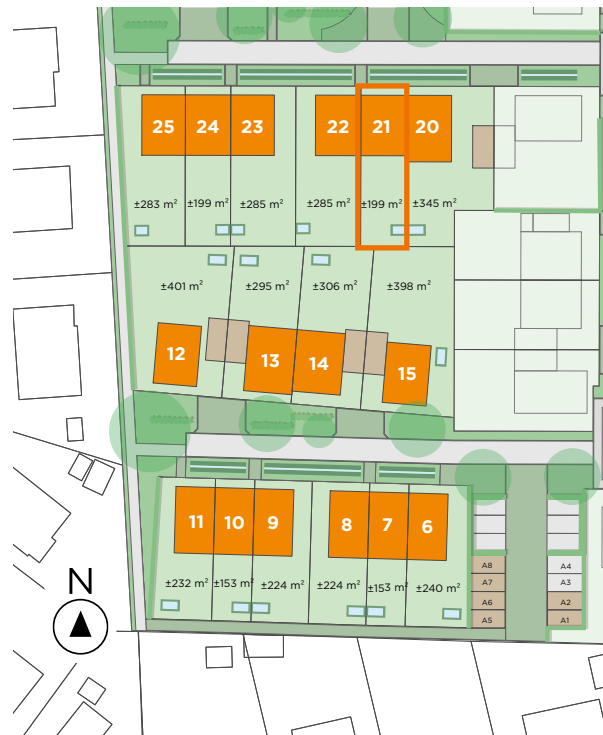 25 24 23 22 21 20
±283 m² ±199 m² ±285 m² ±285 m² ±199 m² ±345 m²
±401 m² ±295 m² ±306 m² ±398 m²
12 13 14 15
11 10 9 8 7 6
±232 m² ±153 m² ±224 m² ±224 m² ±153 m² ±240 m²
A8 A4
A7 A3
A6 A2
A5 A1
N